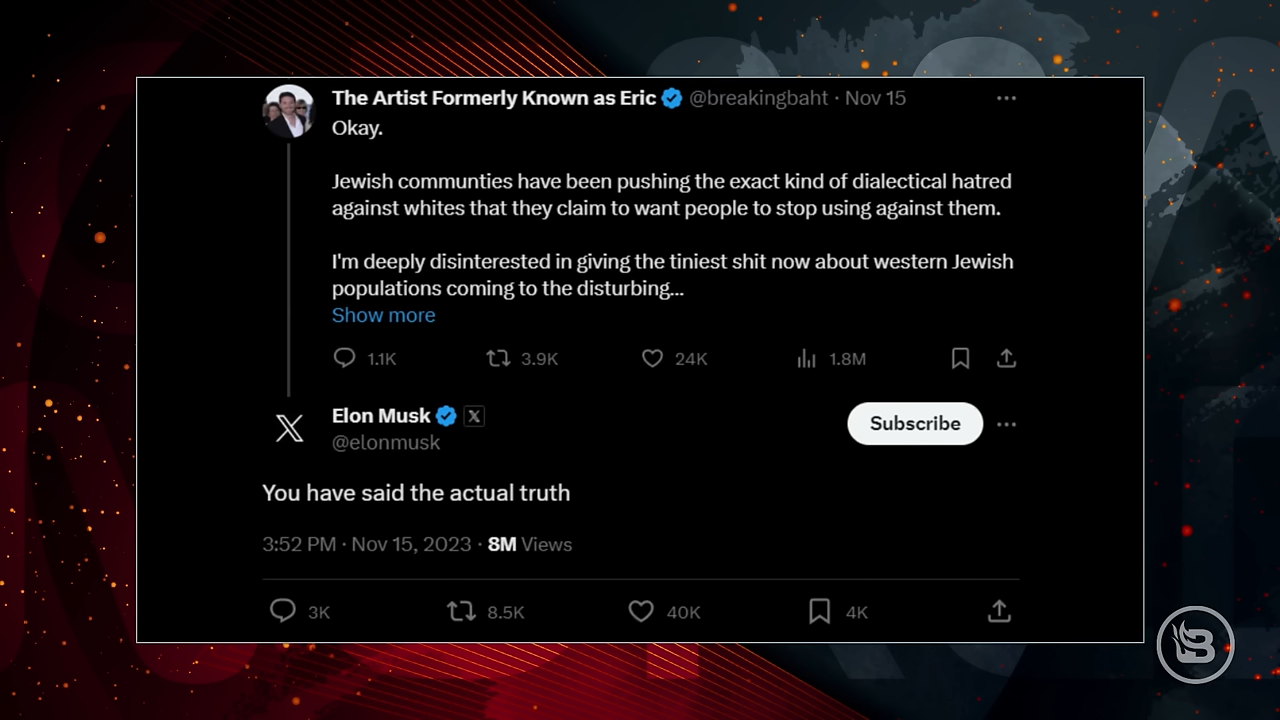 The Artist Formerly Known as Eric @breakingbaht · Nov 15
Okay.
Jewish communties have been pushing the exact kind of dialectical hatred
against whites that they claim to want people to stop using against them.
I'm deeply disinterested in giving the tiniest shit now about western Jewish
populations coming to the disturbing...
Show more
1.1K 3.9K 24K 1.8M
Elon Musk X
@elonmusk
Subscribe
You have said the actual truth
3:52 PM · Nov 15, 2023 · 8M Views
3K 8.5K 40K 4K
B